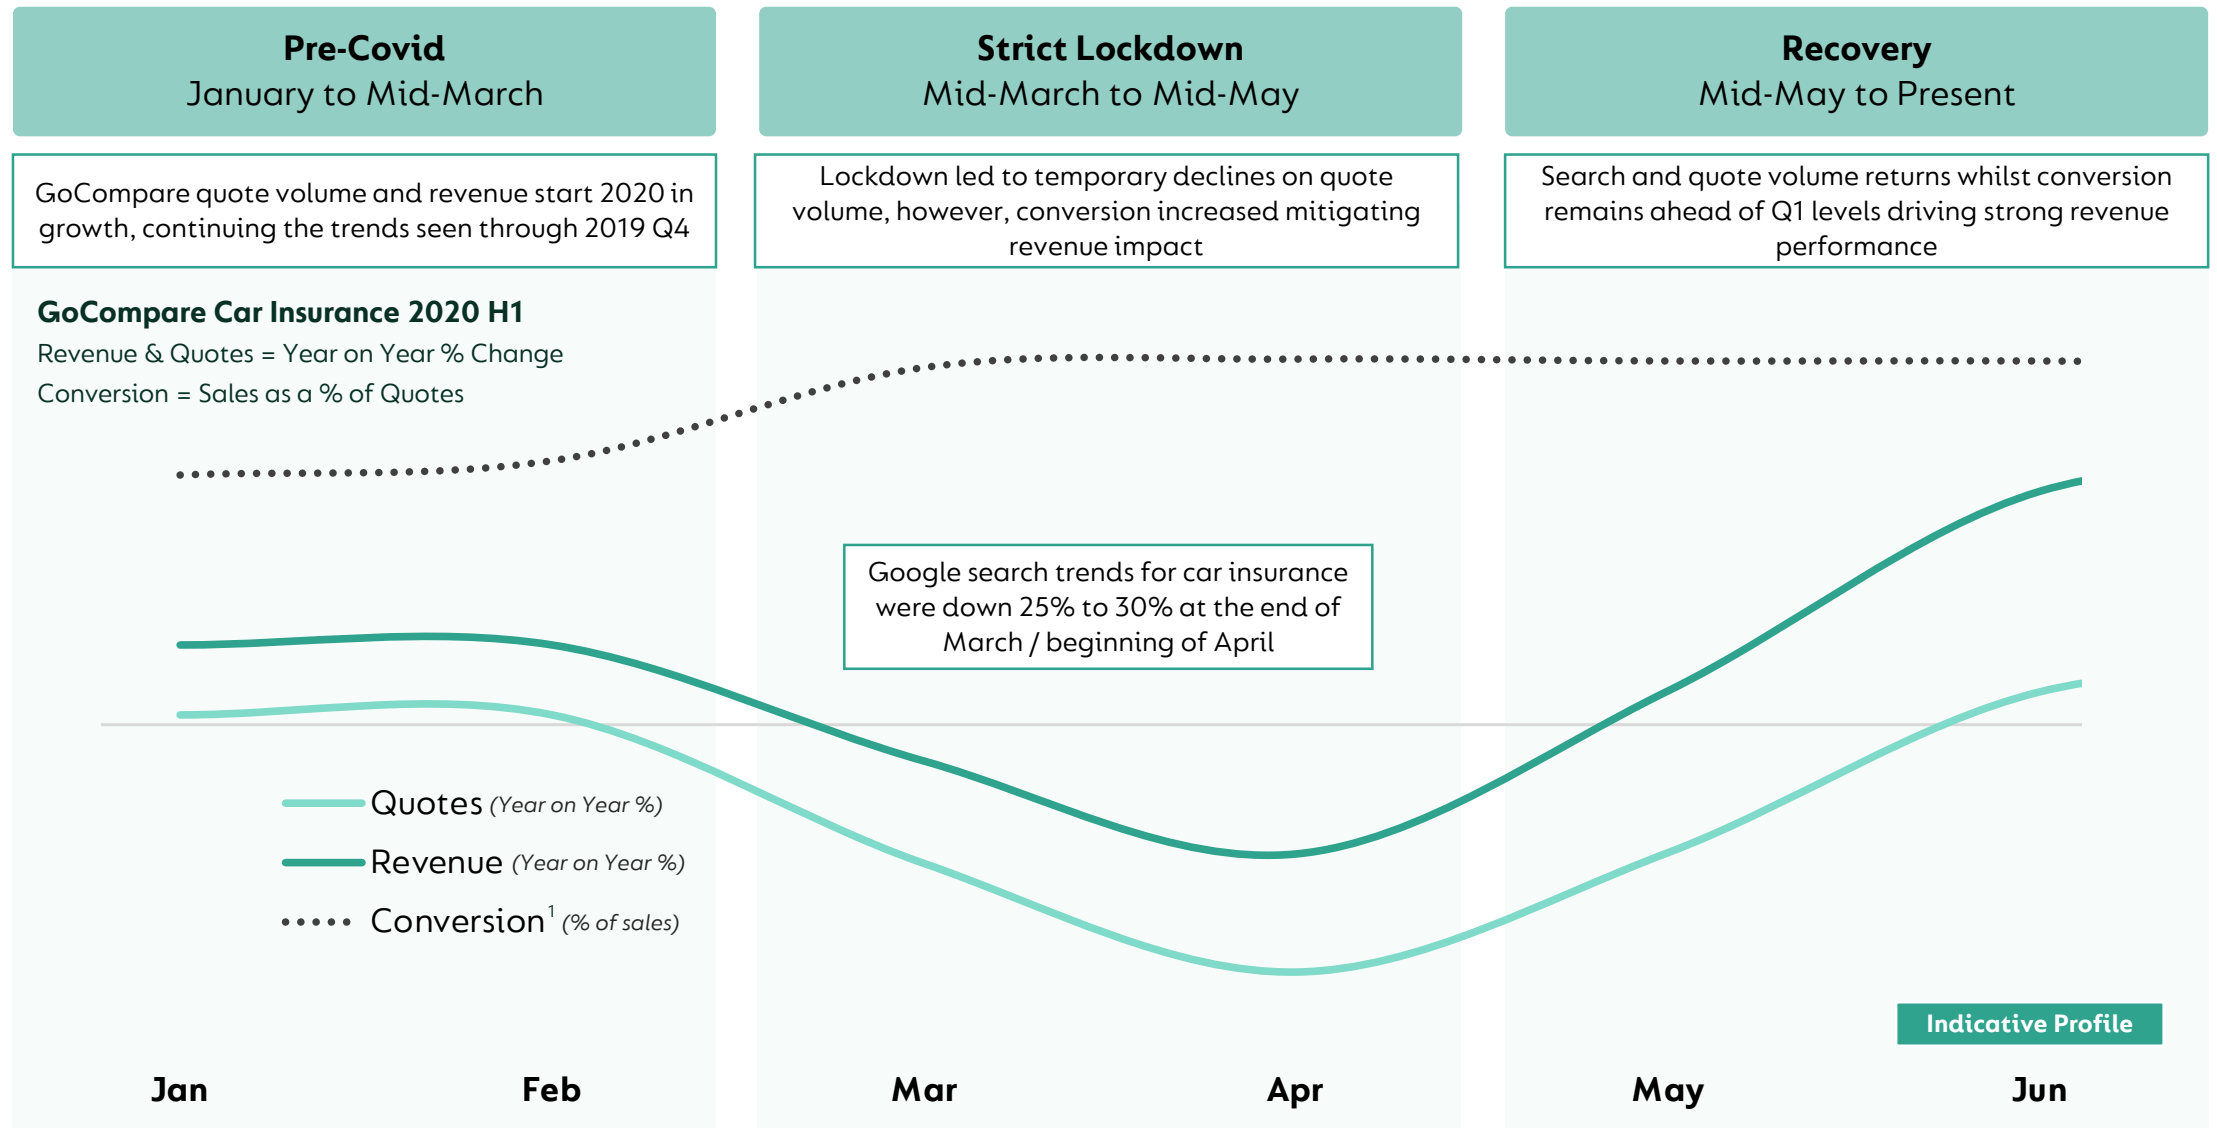 Pre-Covid
January to Mid-March
Strict Lockdown
Mid-March to Mid-May
Recovery
Mid-May to Present
GoCompare quote volume and revenue start 2020 in
growth, continuing the trends seen through 2019 Q4
Lockdown led to temporary declines on quote
volume, however, conversion increased mitigating
revenue impact
Search and quote volume returns whilst conversion
remains ahead of Q1 levels driving strong revenue
performance
GoCompare Car Insurance 2020 H1
Revenue & Quotes = Year on Year % Change
Conversion = Sales as a % of Quotes
Google search trends for car insurance
were down 25% to 30% at the end of
March / beginning of April
Quotes (Year on Year %)
Revenue (Year on Year %)
Conversion¹ (% of sales)
Indicative Profile
Jan Feb Mar Apr May Jun